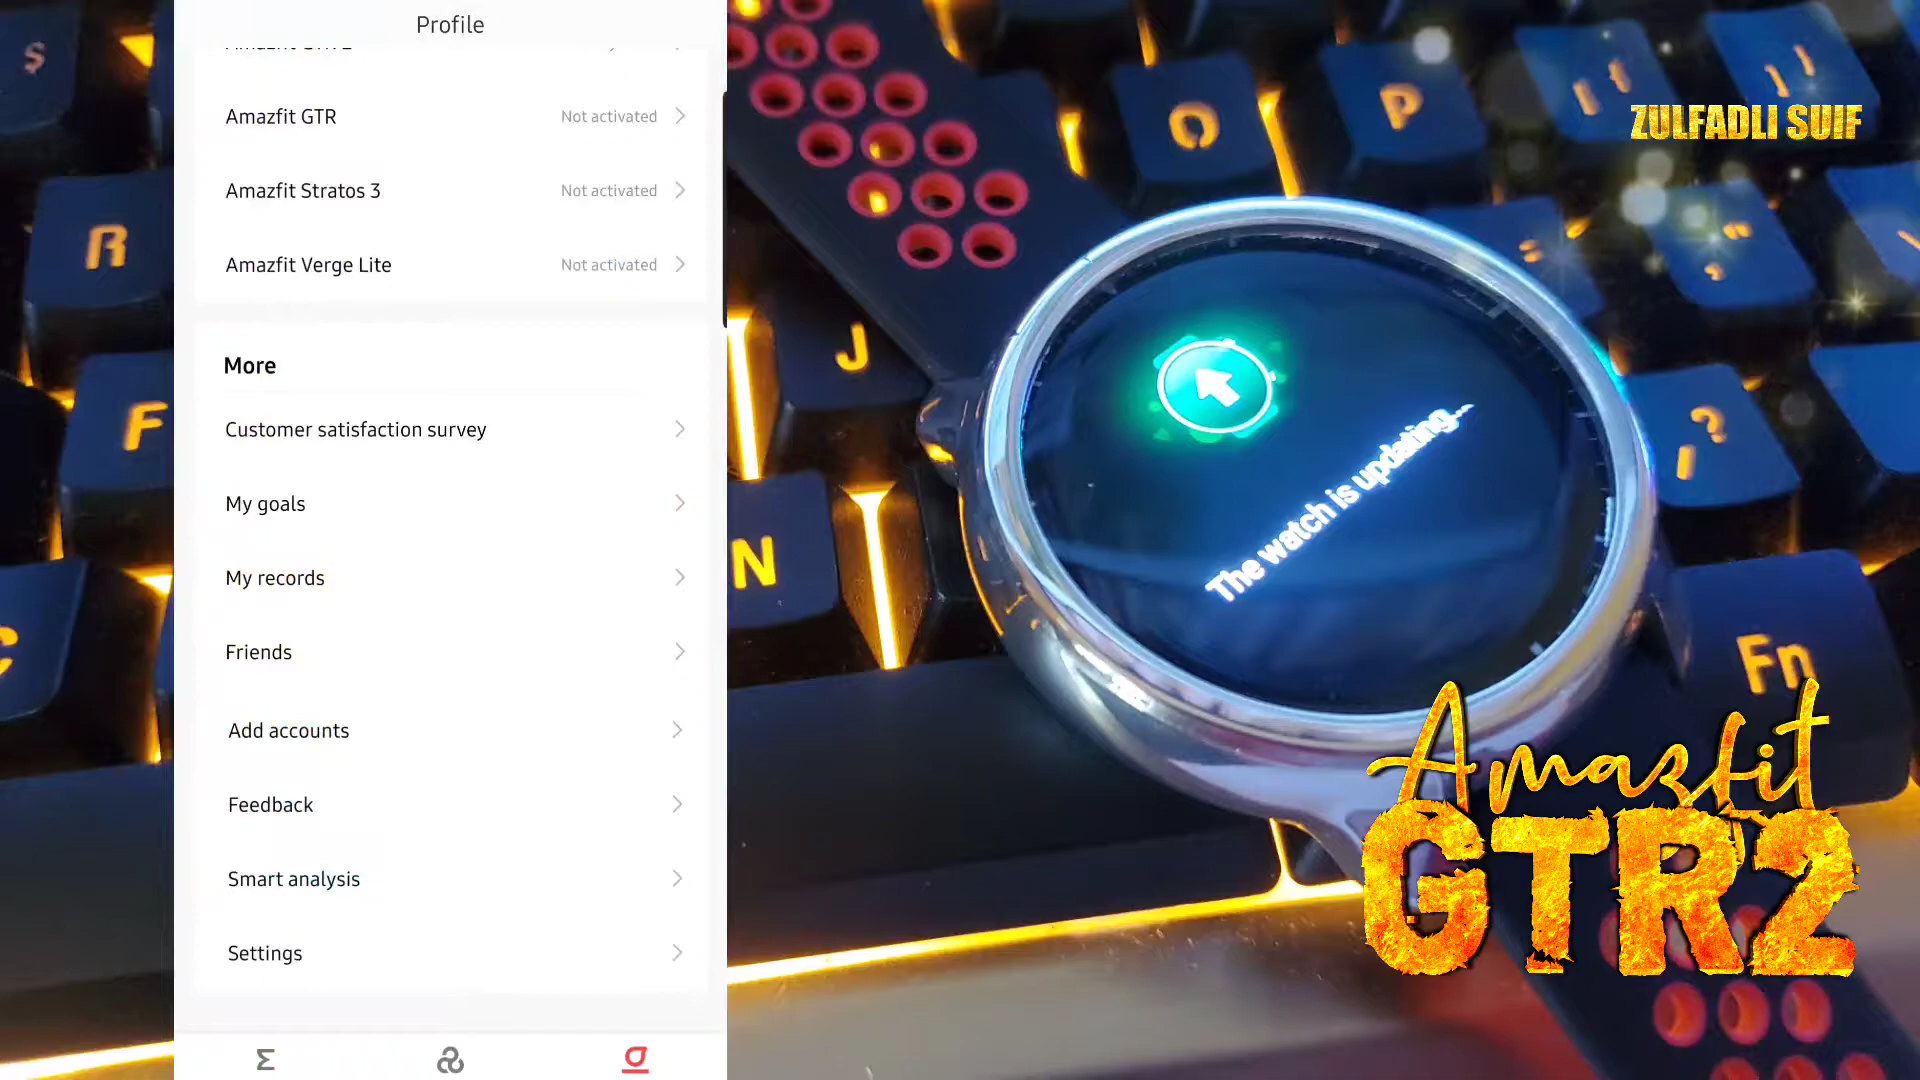 Profile
Amazfit GTR
Not activated
Amazfit Stratos 3
Not activated
Amazfit Verge Lite
Not activated
More
Customer satisfaction survey
My goals
My records
Friends
Add accounts
Feedback
Smart analysis
Settings
ZULFADLI SUIF
$
R
F
C
J
N
O
P
?
Fn
The watch is updating...
Amazfit
GTR2